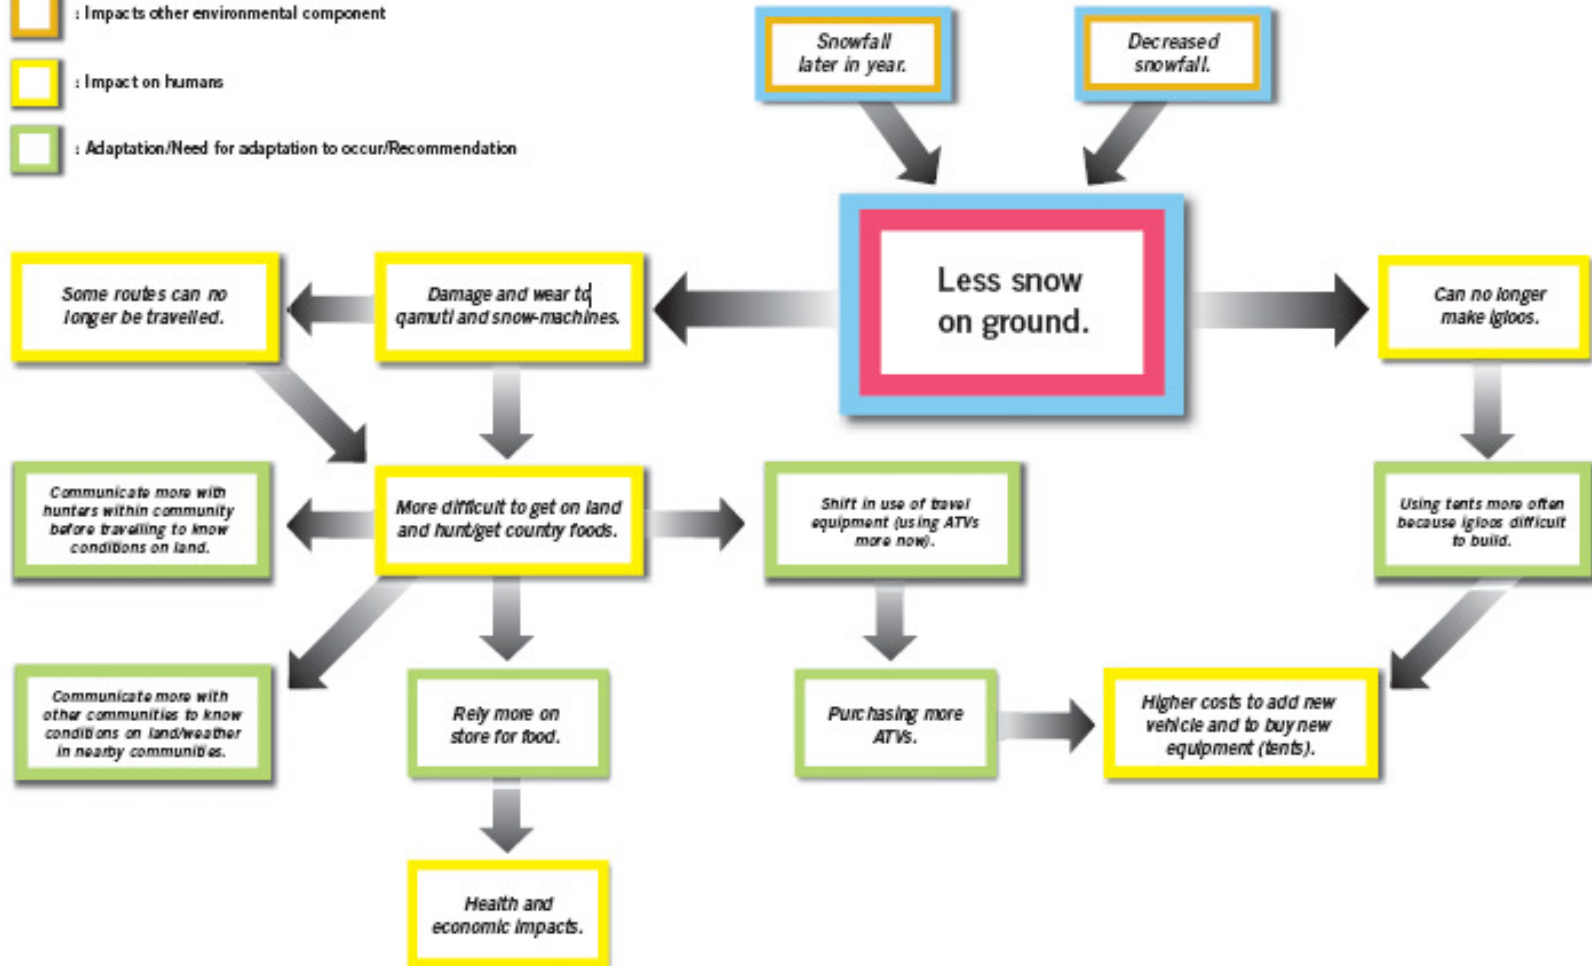 : Impacts other environmental component
: Impact on humans
: Adaptation/Need for adaptation to occur/Recommendation
Snowfall
later in year.
Decreased
snowfall.
Less snow
on ground.
Some routes can no
longer be travelled.
Damage and wear to
qamuti and snow-machines.
Can no longer
make igloos.
Communicate more with
hunters within community
before travelling to know
conditions on land.
More difficult to get on land
and hunt/get country foods.
Shift in use of travel
equipment (using ATVs
more now).
Using tents more often
because igloos difficult
to build.
Communicate more with
other communities to know
conditions on land/weather
in nearby communities.
Rely more on
store for food.
Purchasing more
ATVs.
Higher costs to add new
vehicle and to buy new
equipment (tents).
Health and
economic impacts.